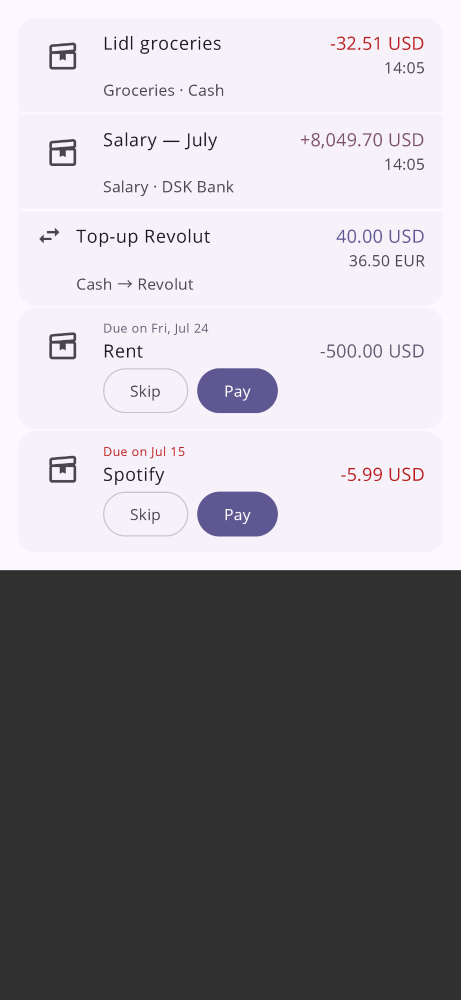 Lidl groceries -32.51 USD
14:05
Groceries · Cash
Salary — July +8,049.70 USD
14:05
Salary · DSK Bank
Top-up Revolut 40.00 USD
36.50 EUR
Cash → Revolut
Due on Fri, Jul 24
Rent -500.00 USD
Skip Pay
Due on Jul 15
Spotify -5.99 USD
Skip Pay